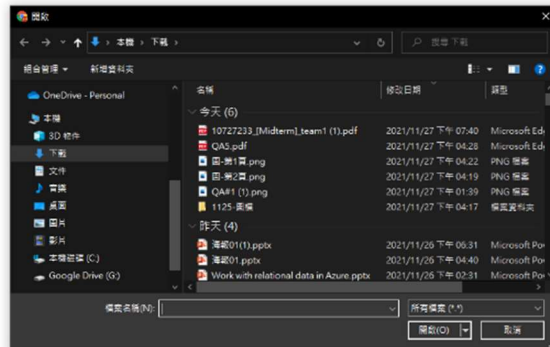 開啟
本機 › 下載
搜尋 下載
組合管理 新增資料夾
名稱 修改日期 類型
OneDrive - Personal
本機
3D 物件
下載
文件
音樂
桌面
圖片
影片
本機磁碟 (C:)
Google Drive (G:)
今天 (6)
10727233_[Midterm]_team1 (1).pdf 2021/11/27 下午 07:40 Microsoft Edg
QA5.pdf 2021/11/27 下午 04:28 Microsoft Edg
圖-第1頁.png 2021/11/27 下午 04:22 PNG 檔案
圖-第2頁.png 2021/11/27 下午 04:19 PNG 檔案
QA#1 (1).png 2021/11/27 下午 01:39 PNG 檔案
1125-圖檔 2021/11/27 下午 04:17 檔案資料夾
昨天 (4)
海報01(1).pptx 2021/11/26 下午 06:31 Microsoft Pow
海報01.pptx 2021/11/26 下午 04:40 Microsoft Pow
Work with relational data in Azure.pptx 2021/11/26 下午 02:31 Microsoft Pow
檔案名稱(N): 所有檔案 (*.*)
開啟(O) 取消